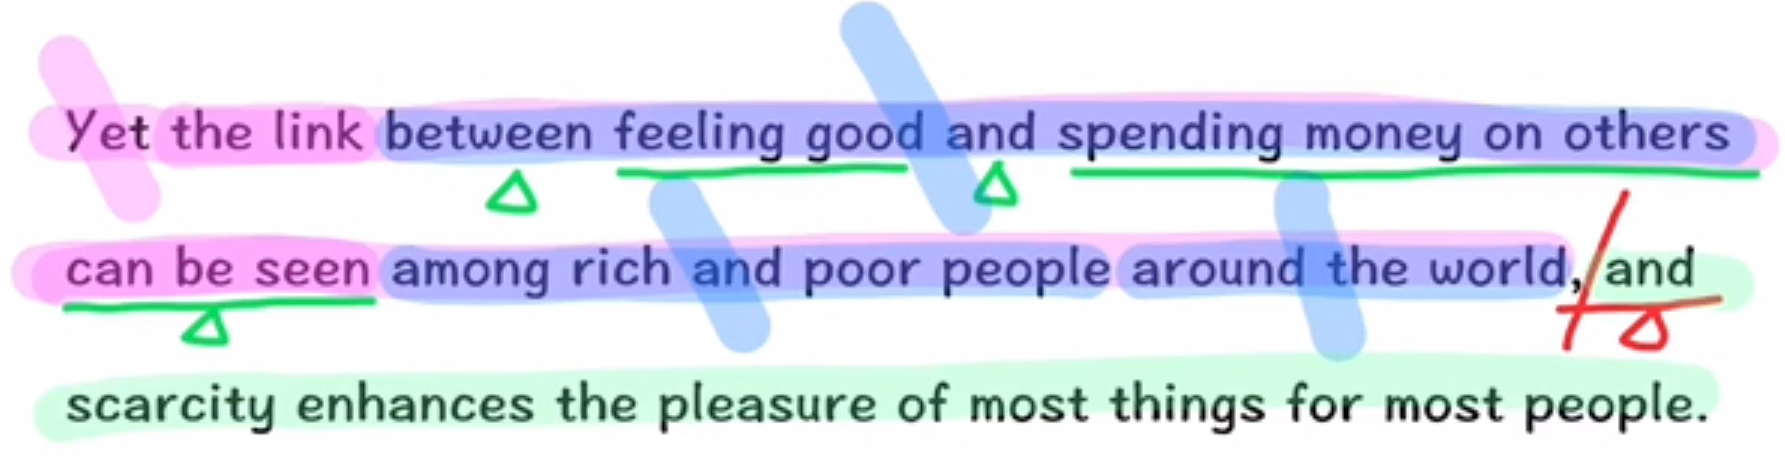 Yet the link between feeling good and spending money on others
can be seen among rich and poor people around the world, and
scarcity enhances the pleasure of most things for most people.